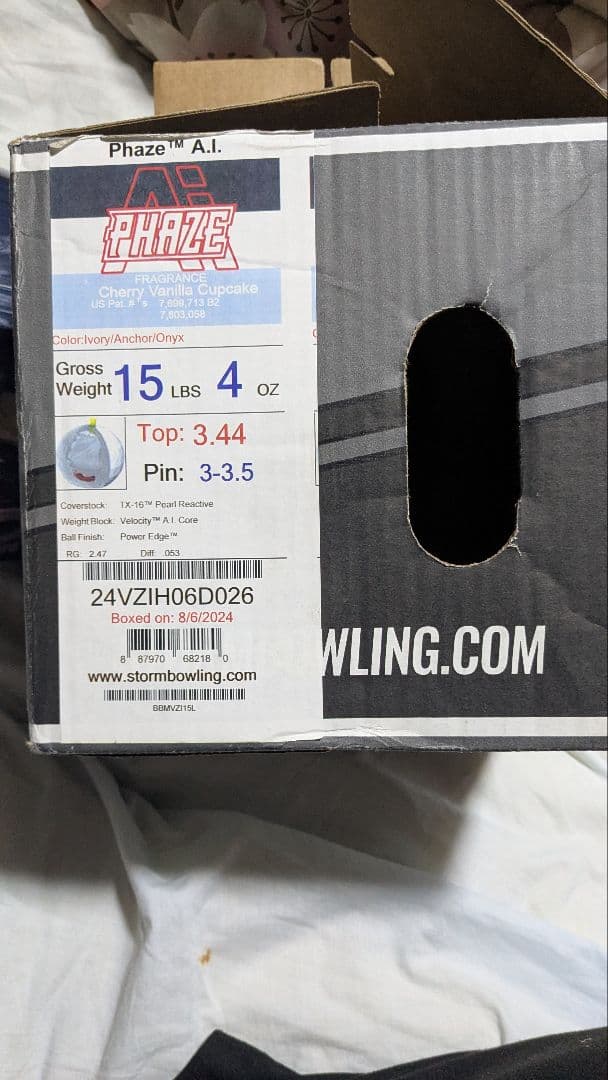 Phaze™ A.I.
A.I.
PHAZE
FRAGRANCE
Cherry Vanilla Cupcake
US Pat. #'s 7,699,713 B2
7,803,058
Color:Ivory/Anchor/Onyx
Gross Weight 15 LBS 4 OZ
Top: 3.44
Pin: 3-3.5
Coverstock: TX-16™ Pearl Reactive
Weight Block: Velocity™ A.I. Core
Ball Finish: Power Edge™
RG: 2.47 Diff: .053
24VZIH06D026
Boxed on: 8/6/2024
8 87970 68218 0
www.stormbowling.com
BBMVZI15L
WLING.COM